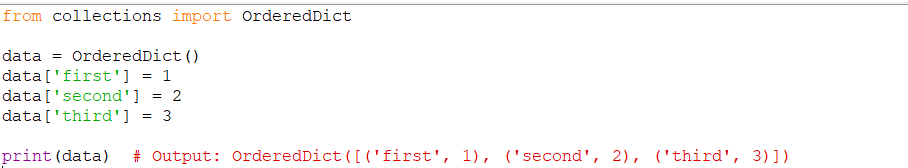 from collections import OrderedDict
data = OrderedDict()
data['first'] = 1
data['second'] = 2
data['third'] = 3
print(data)  # Output: OrderedDict([('first', 1), ('second', 2), ('third', 3)])